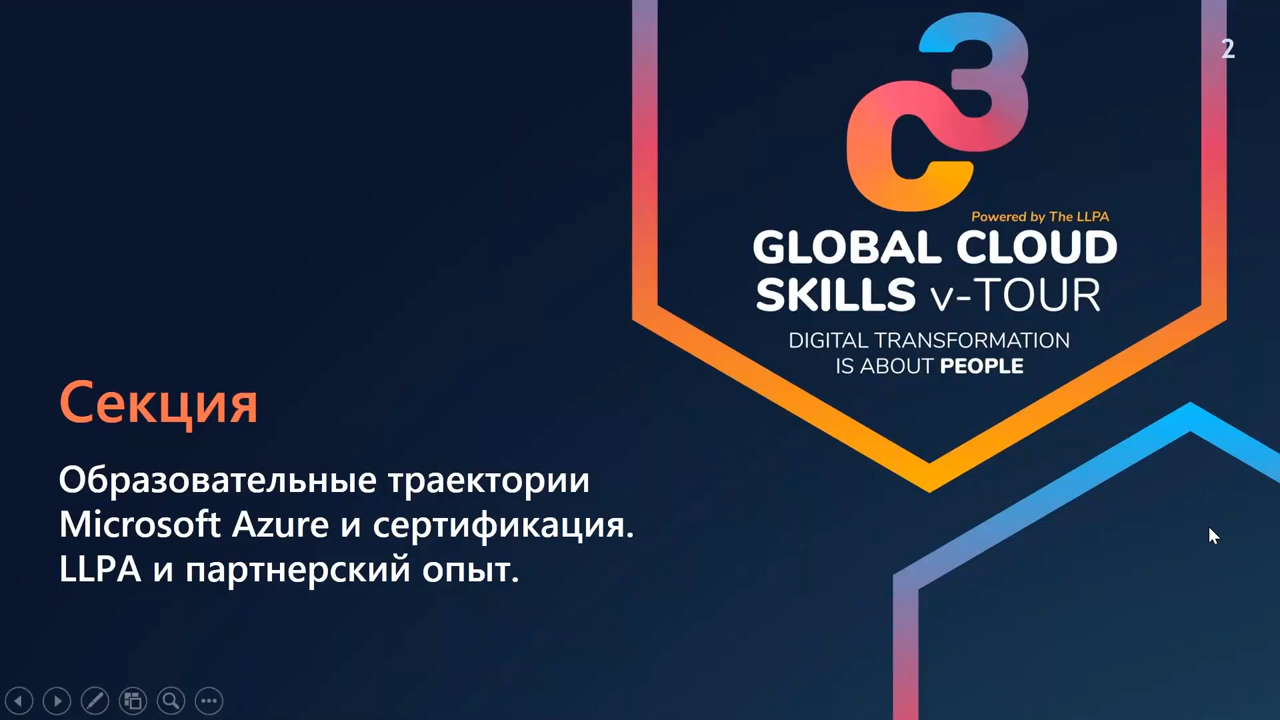 2
c3
Powered by The LLPA
GLOBAL CLOUD
SKILLS v-TOUR
DIGITAL TRANSFORMATION
IS ABOUT PEOPLE
Секция
Образовательные траектории
Microsoft Azure и сертификация.
LLPA и партнерский опыт.